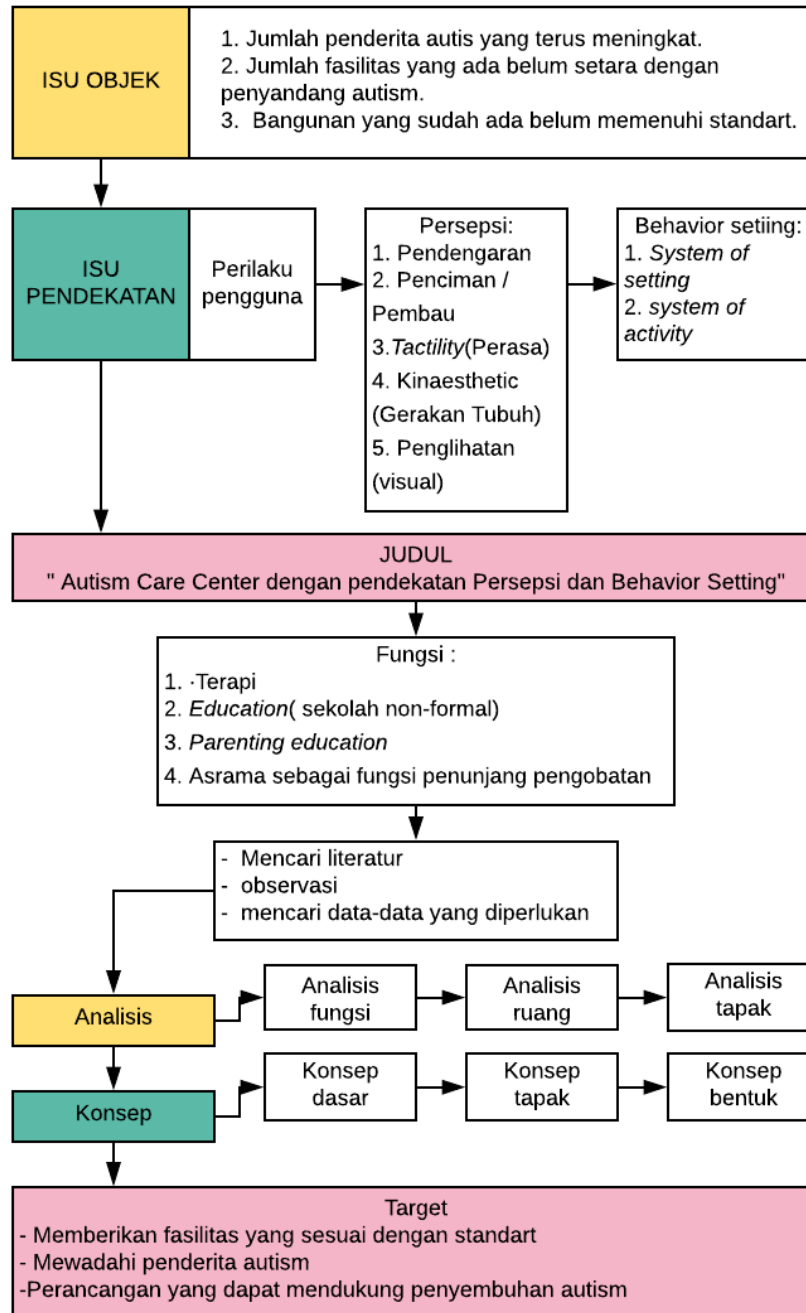 ISU OBJEK
1. Jumlah penderita autis yang terus meningkat.
2. Jumlah fasilitas yang ada belum setara dengan
penyandang autism.
3. Bangunan yang sudah ada belum memenuhi standart.
ISU
PENDEKATAN
Perilaku
pengguna
Persepsi:
1. Pendengaran
2. Penciman /
Pembau
3.Tactility(Perasa)
4. Kinaesthetic
(Gerakan Tubuh)
5. Penglihatan
(visual)
Behavior setiing:
1. System of
setting
2. system of
activity
JUDUL
" Autism Care Center dengan pendekatan Persepsi dan Behavior Setting"
Fungsi :
1. ·Terapi
2. Education( sekolah non-formal)
3. Parenting education
4. Asrama sebagai fungsi penunjang pengobatan
- Mencari literatur
- observasi
- mencari data-data yang diperlukan
Analisis
Analisis
fungsi
Analisis
ruang
Analisis
tapak
Konsep
Konsep
dasar
Konsep
tapak
Konsep
bentuk
Target
- Memberikan fasilitas yang sesuai dengan standart
- Mewadahi penderita autism
-Perancangan yang dapat mendukung penyembuhan autism